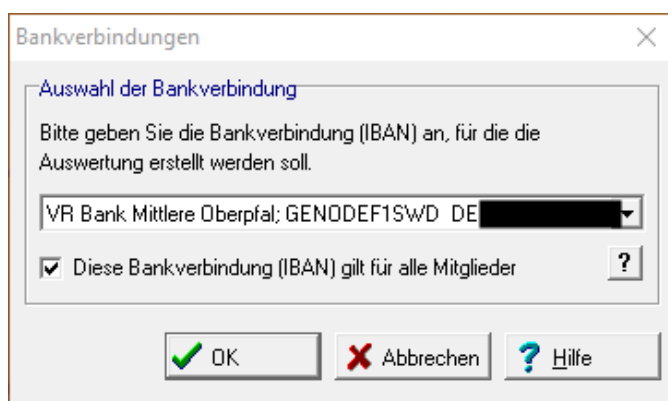 Bankverbindungen
Auswahl der Bankverbindung
Bitte geben Sie die Bankverbindung (IBAN) an, für die die
Auswertung erstellt werden soll.
VR Bank Mittlere Oberpfal; GENODEF1SWD DE
Diese Bankverbindung (IBAN) gilt für alle Mitglieder
?
OK
Abbrechen
? Hilfe